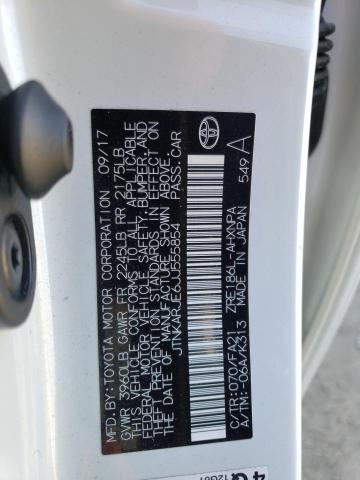 MFD.BY:TOYOTA MOTOR CORPORATION 09/17
GVWR 3960LB GAWR FR 2245LB RR 2175LB
THIS VEHICLE CONFORMS TO ALL APPLICABLE
FEDERAL MOTOR VEHICLE SAFETY, BUMPER, AND
THEFT PREVENTION STANDARDS IN EFFECT ON
THE DATE OF MANUFACTURE SHOWN ABOVE.
JTNKARJE6JJ555854 PASS.CAR
ZRE186L-AHXNPA
C/TR:070/FA21 MADE IN JAPAN
A/TM:-06A/K313 549 A